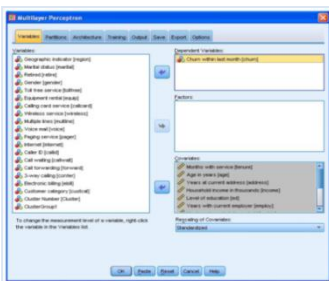 Multilayer Perceptron
Variables Partitions Architecture Training Output Save Export Options
Variables:
Geographic indicator [region]
Marital status [marital]
Retired [retire]
Gender [gender]
Toll free service [tollfree]
Equipment rental [equip]
Calling card service [callcard]
Wireless service [wireless]
Multiple lines [multline]
Voice mail [voice]
Paging service [pager]
Internet [internet]
Caller ID [callid]
Call waiting [callwait]
Call forwarding [forward]
3-way calling [confer]
Electronic billing [ebill]
Customer category [custcat]
Cluster Number [Cluster]
ClusterGroup1
To change the measurement level of a variable, right click
the variable in the Variables list.
Dependent Variables:
Churn within last month [churn]
Factors:
Covariates:
Months with service [tenure]
Age in years [age]
Years at current address [address]
Household income in thousands [income]
Level of education [ed]
Years with current employer [employ]
Rescaling of Covariates:
Standardized
OK Paste Reset Cancel Help